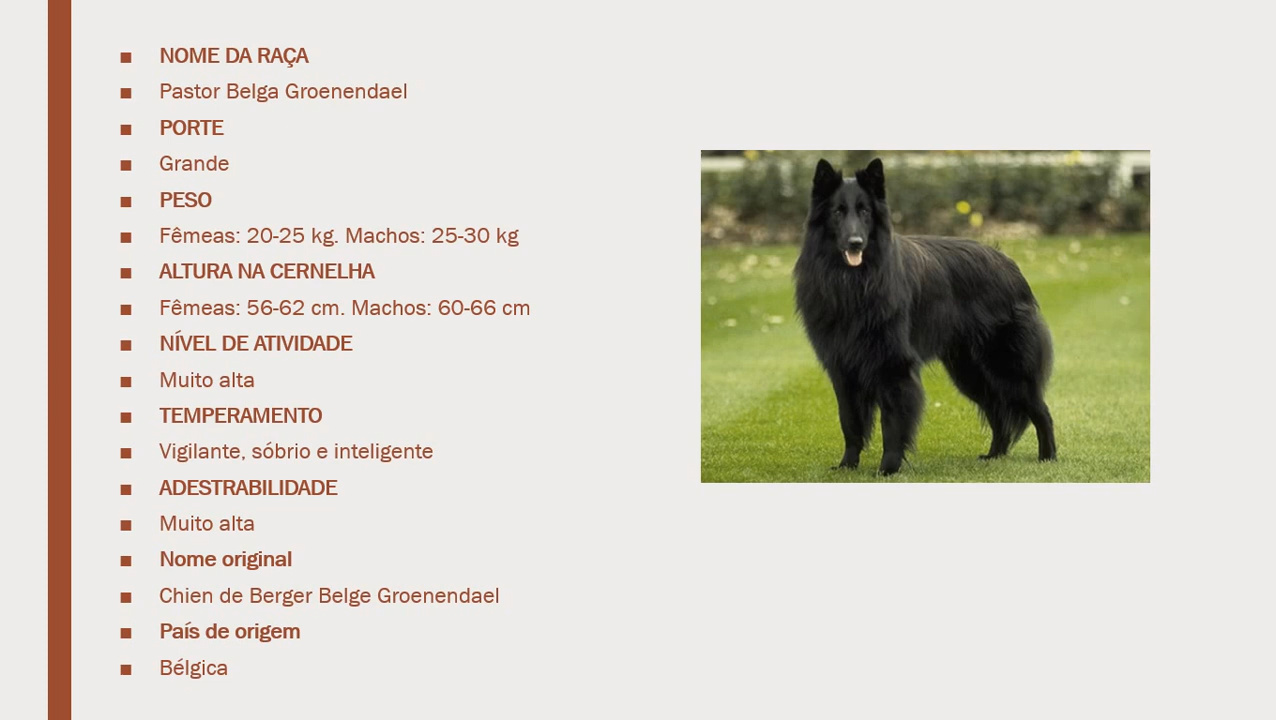 NOME DA RAÇA
Pastor Belga Groenendael
PORTE
Grande
PESO
Fêmeas: 20-25 kg. Machos: 25-30 kg
ALTURA NA CERNELHA
Fêmeas: 56-62 cm. Machos: 60-66 cm
NÍVEL DE ATIVIDADE
Muito alta
TEMPERAMENTO
Vigilante, sóbrio e inteligente
ADESTRABILIDADE
Muito alta
Nome original
Chien de Berger Belge Groenendael
País de origem
Bélgica